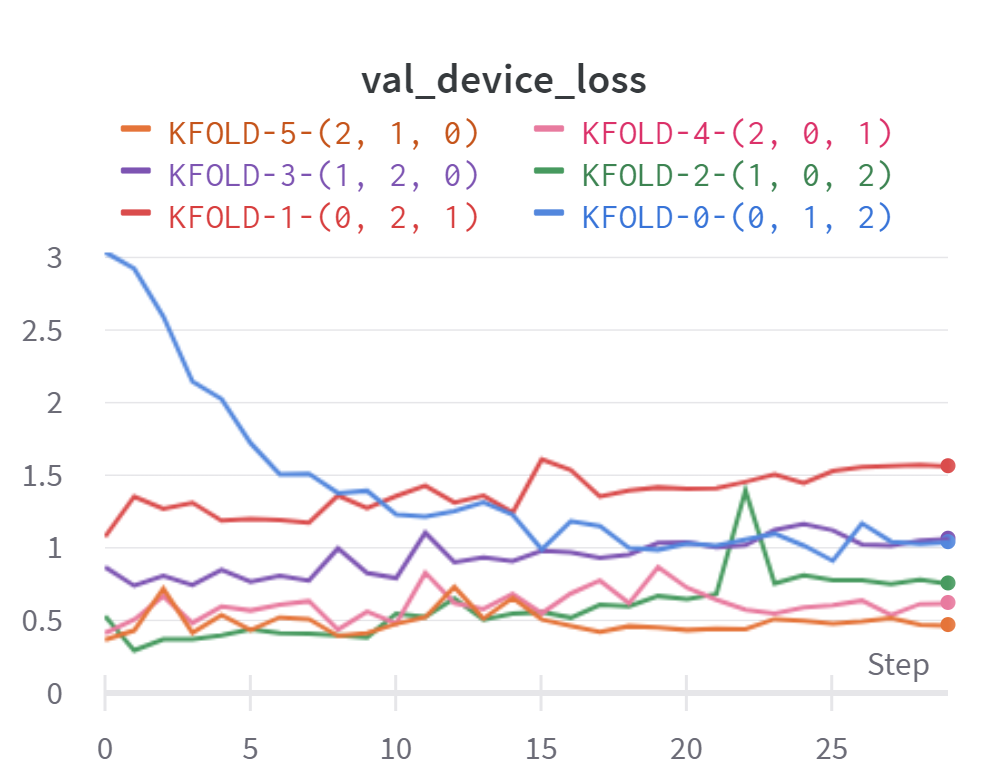 val_device_loss
KFOLD-5-(2, 1, 0) KFOLD-4-(2, 0, 1)
KFOLD-3-(1, 2, 0) KFOLD-2-(1, 0, 2)
KFOLD-1-(0, 2, 1) KFOLD-0-(0, 1, 2)
3
2.5
2
1.5
1
0.5
Step
0
0 5 10 15 20 25